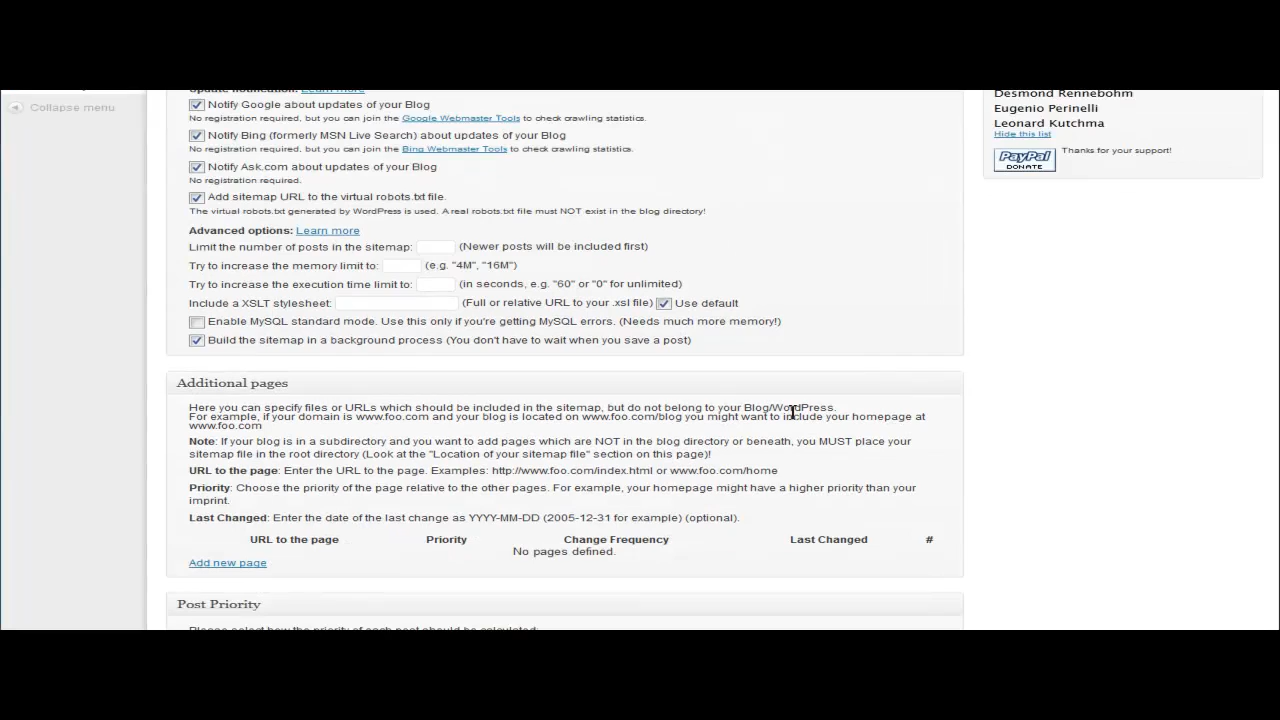 Collapse menu
Update notification: Learn more
Notify Google about updates of your Blog
No registration required, but you can join the Google Webmaster Tools to check crawling statistics.
Notify Bing (formerly MSN Live Search) about updates of your Blog
No registration required, but you can join the Bing Webmaster Tools to check crawling statistics.
Notify Ask.com about updates of your Blog
No registration required.
Add sitemap URL to the virtual robots.txt file.
The virtual robots.txt generated by WordPress is used. A real robots.txt file must NOT exist in the blog directory!
Advanced options: Learn more
Limit the number of posts in the sitemap: (Newer posts will be included first)
Try to increase the memory limit to: (e.g. "4M", "16M")
Try to increase the execution time limit to: (in seconds, e.g. "60" or "0" for unlimited)
Include a XSLT stylesheet: (Full or relative URL to your .xsl file) Use default
Enable MySQL standard mode. Use this only if you're getting MySQL errors. (Needs much more memory!)
Build the sitemap in a background process (You don't have to wait when you save a post)
Additional pages
Here you can specify files or URLs which should be included in the sitemap, but do not belong to your Blog/WordPress.
For example, if your domain is www.foo.com and your blog is located on www.foo.com/blog you might want to include your homepage at
www.foo.com
Note: If your blog is in a subdirectory and you want to add pages which are NOT in the blog directory or beneath, you MUST place your
sitemap file in the root directory (Look at the "Location of your sitemap file" section on this page)!
URL to the page: Enter the URL to the page. Examples: http://www.foo.com/index.html or www.foo.com/home
Priority: Choose the priority of the page relative to the other pages. For example, your homepage might have a higher priority than your
imprint.
Last Changed: Enter the date of the last change as YYYY-MM-DD (2005-12-31 for example) (optional).
URL to the page Priority Change Frequency Last Changed #
No pages defined.
Add new page
Post Priority
Please select how the priority of each post should be calculated:
Desmond Rennebohm
Eugenio Perinelli
Leonard Kutchma
Hide this list
PayPal
DONATE
Thanks for your support!